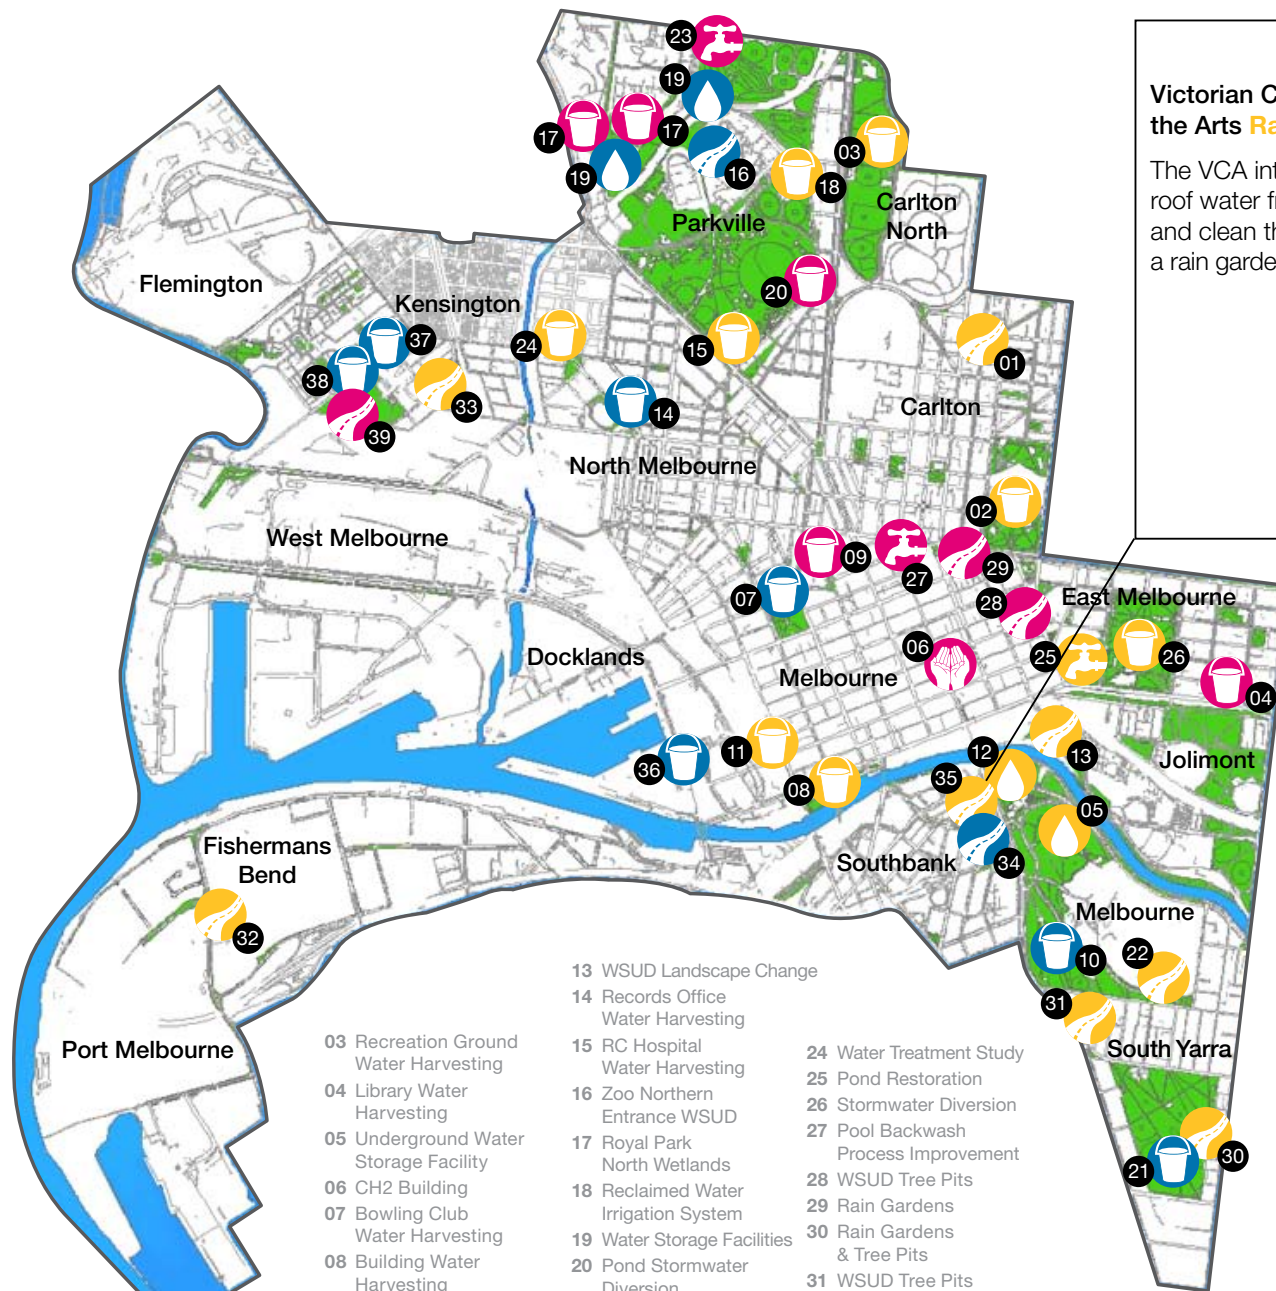 23
19
17
17
19
16
18
03
Carlton
North
Parkville
Flemington
20
Kensington
37
24
15
01
38
33
14
39
Carlton
North Melbourne
02
West Melbourne
09
27
29
07
28
East Melbourne
06
25
26
Docklands
Melbourne
04
12
13
36
11
35
Jolimont
08
05
Fishermans
Bend
Southbank
34
32
Melbourne
10
22
31
Port Melbourne
South Yarra
21
30
Victorian C
the Arts Ra
The VCA int
roof water fr
and clean th
a rain garde
03 Recreation Ground
Water Harvesting
04 Library Water
Harvesting
05 Underground Water
Storage Facility
06 CH2 Building
07 Bowling Club
Water Harvesting
08 Building Water
Harvesting
13 WSUD Landscape Change
14 Records Office
Water Harvesting
15 RC Hospital
Water Harvesting
16 Zoo Northern
Entrance WSUD
17 Royal Park
North Wetlands
18 Reclaimed Water
Irrigation System
19 Water Storage Facilities
20 Pond Stormwater
Diversion
24 Water Treatment Study
25 Pond Restoration
26 Stormwater Diversion
27 Pool Backwash
Process Improvement
28 WSUD Tree Pits
29 Rain Gardens
30 Rain Gardens
& Tree Pits
31 WSUD Tree Pits